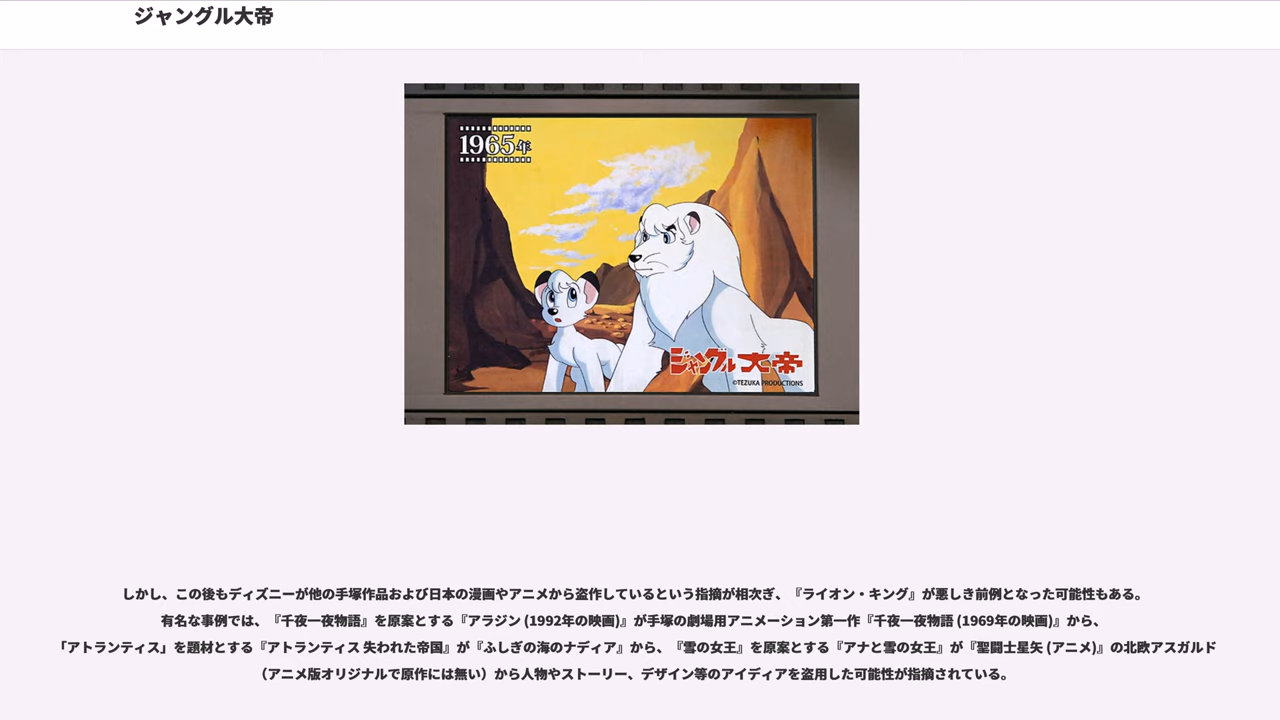 ジャングル大帝
1965年
ジャングル大帝
©TEZUKA PRODUCTIONS
しかし、この後もディズニーが他の手塚作品および日本の漫画やアニメから盗作しているという指摘が相次ぎ、『ライオン・キング』が悪しき前例となった可能性もある。
有名な事例では、『千夜一夜物語』を原案とする『アラジン (1992年の映画)』が手塚の劇場用アニメーション第一作『千夜一夜物語 (1969年の映画)』から、
「アトランティス」を題材とする『アトランティス 失われた帝国』が『ふしぎの海のナディア』から、『雪の女王』を原案とする『アナと雪の女王』が『聖闘士星矢 (アニメ)』の北欧アスガルド
（アニメ版オリジナルで原作には無い）から人物やストーリー、デザイン等のアイディアを盗用した可能性が指摘されている。